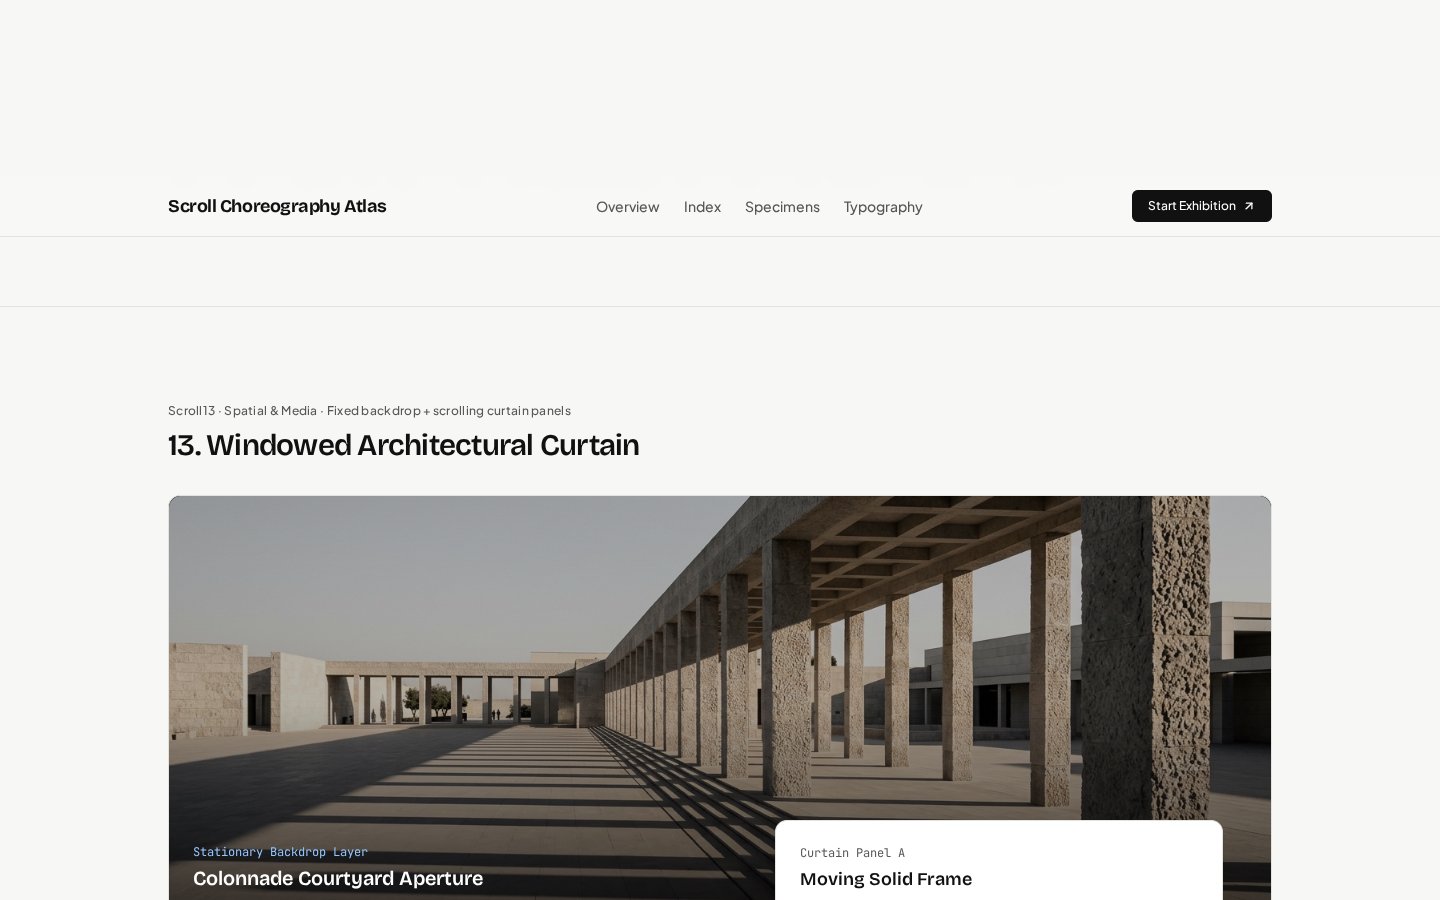 Scroll Choreography Atlas
Overview
Index
Specimens
Typography
Start Exhibition
Scroll13 · Spatial & Media · Fixed backdrop + scrolling curtain panels
13. Windowed Architectural Curtain
Stationary Backdrop Layer
Colonnade Courtyard Aperture
Curtain Panel A
Moving Solid Frame